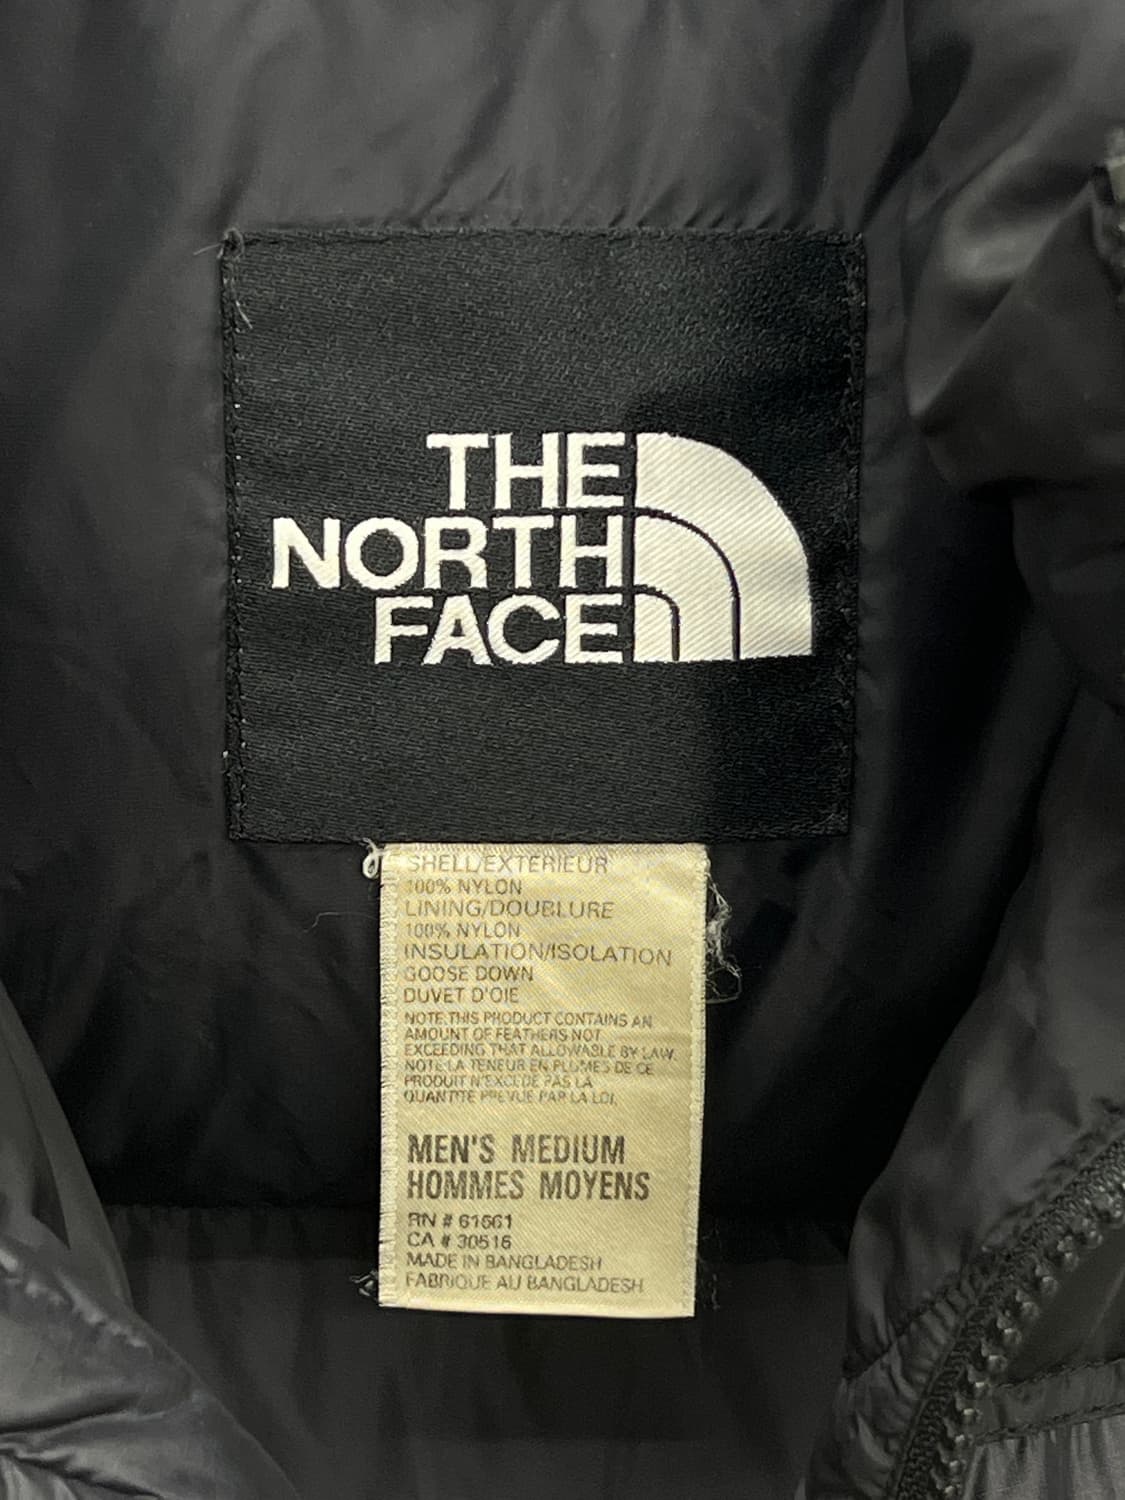 THE
NORTH
FACE
SHELL/EXTERIEUR
100% NYLON
LINING/DOUBLURE
100% NYLON
INSULATION/ISOLATION
GOOSE DOWN
DUVET D'OIE
NOTE:THIS PRODUCT CONTAINS AN
AMOUNT OF FEATHERS NOT
EXCEEDING THAT ALLOWABLE BY LAW.
NOTE:LA TENEUR EN PLUMES DE CE
PRODUIT N'EXCEDE PAS LA
QUANTITE PREVUE PAR LA LOI.
MEN'S MEDIUM
HOMMES MOYENS
RN # 61661
CA # 30516
MADE IN BANGLADESH
FABRIQUE AU BANGLADESH